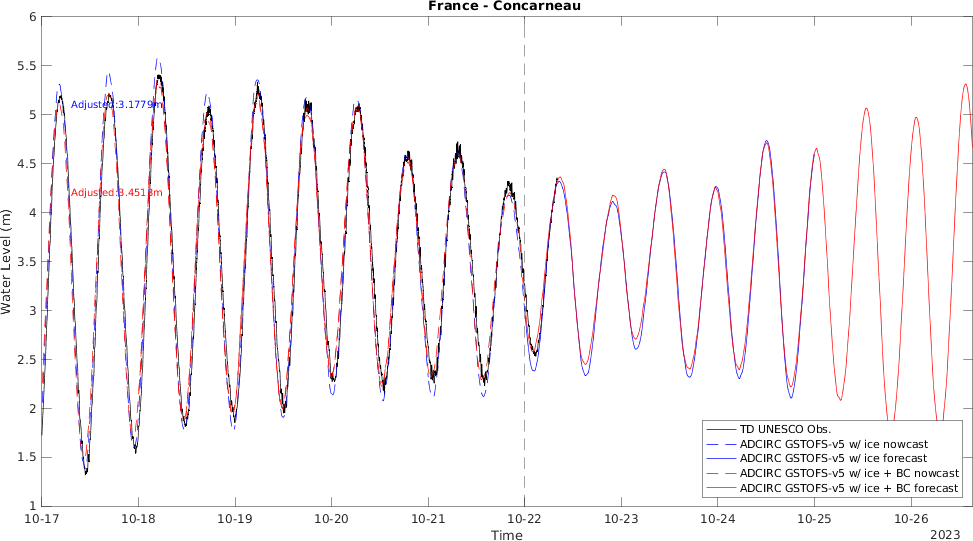 France - Concarneau
6
5.5
5
4.5
4
3.5
3
2.5
2
1.5
1
Water Level (m)
Adjusted:3.1779m
Adjusted:3.4513m
TD UNESCO Obs.
ADCIRC GSTOFS-v5 w/ ice nowcast
ADCIRC GSTOFS-v5 w/ ice forecast
ADCIRC GSTOFS-v5 w/ ice + BC nowcast
ADCIRC GSTOFS-v5 w/ ice + BC forecast
10-17 10-18 10-19 10-20 10-21 10-22 10-23 10-24 10-25 10-26
Time
2023